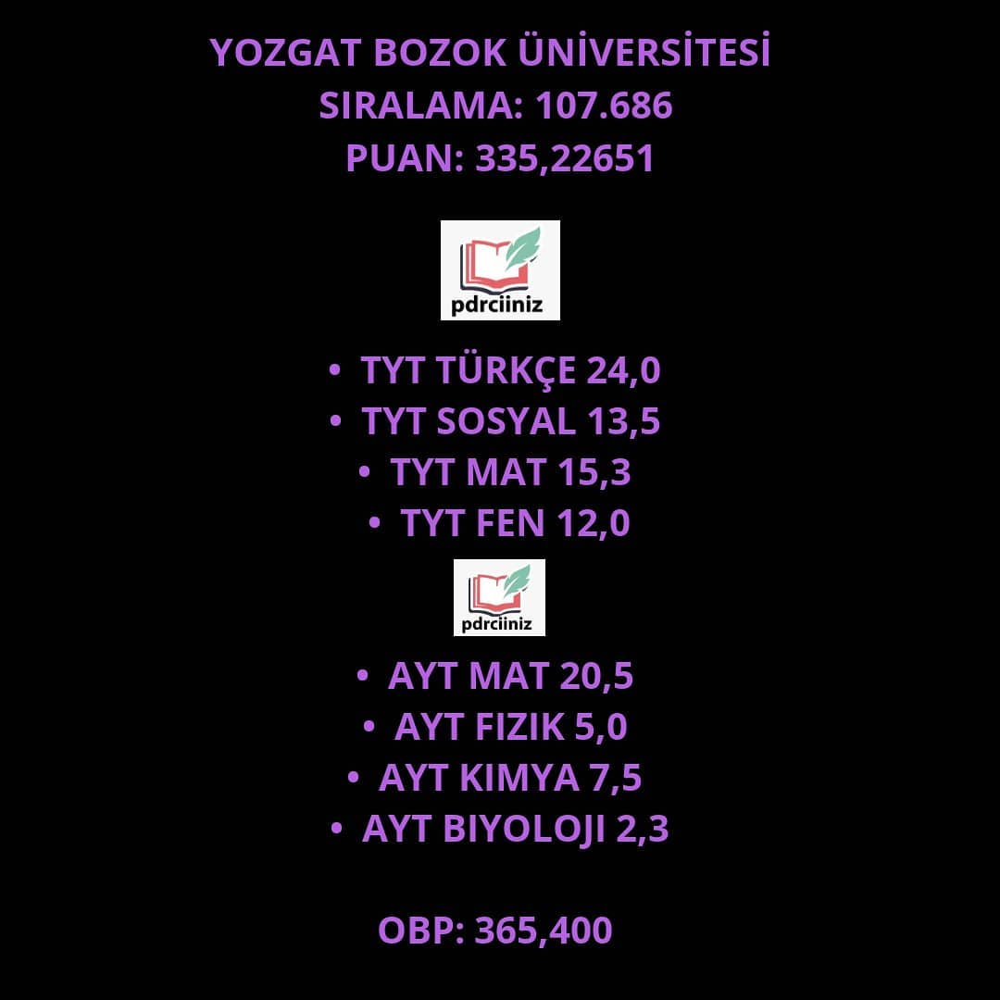 YOZGAT BOZOK ÜNİVERSİTESİ
SIRALAMA: 107.686
PUAN: 335,22651
pdrciiniz
• TYT TÜRKÇE 24,0
• TYT SOSYAL 13,5
• TYT MAT 15,3
• TYT FEN 12,0
pdrciiniz
• AYT MAT 20,5
• AYT FIZIK 5,0
• AYT KIMYA 7,5
• AYT BIYOLOJI 2,3
OBP: 365,400